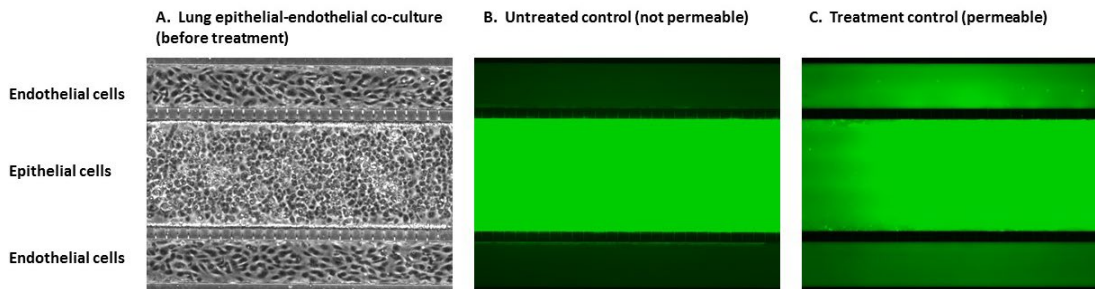 A. Lung epithelial-endothelial co-culture
(before treatment)
B. Untreated control (not permeable)
C. Treatment control (permeable)
Endothelial cells
Epithelial cells
Endothelial cells